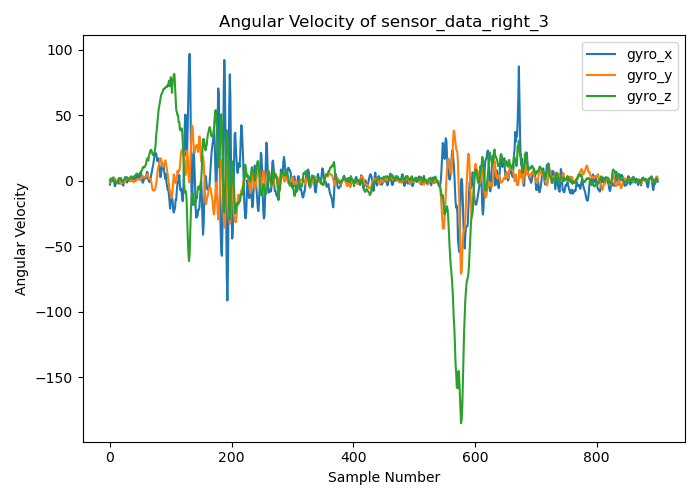 Angular Velocity of sensor_data_right_3
gyro_x
gyro_y
gyro_z
100
50
0
−50
−100
−150
Angular Velocity
0 200 400 600 800
Sample Number